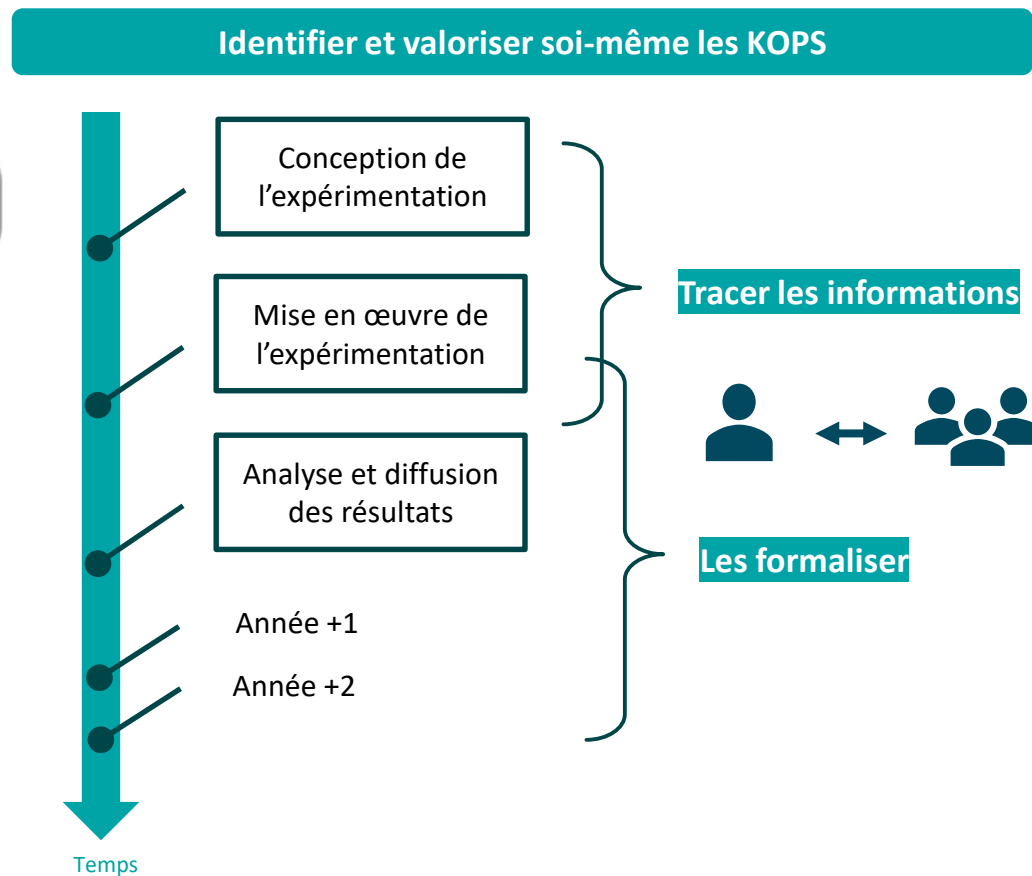 Identifier et valoriser soi-même les KOPS
Conception de
l’expérimentation
Mise en œuvre de
l’expérimentation
Tracer les informations
Analyse et diffusion
des résultats
Les formaliser
Année +1
Année +2
Temps